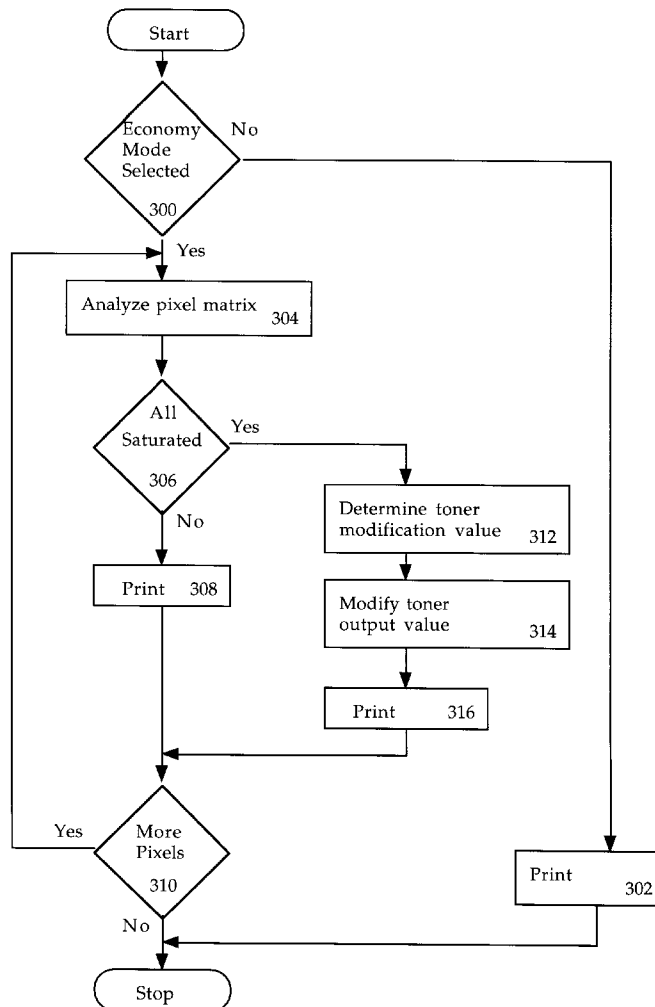 Start
Economy
Mode
Selected
300
No
Yes
Analyze pixel matrix
304
All
Saturated
306
Yes
No
Determine toner
modification value
312
Print 308
Modify toner
output value
314
Print 316
More
Pixels
310
Yes
No
Print
302
Stop